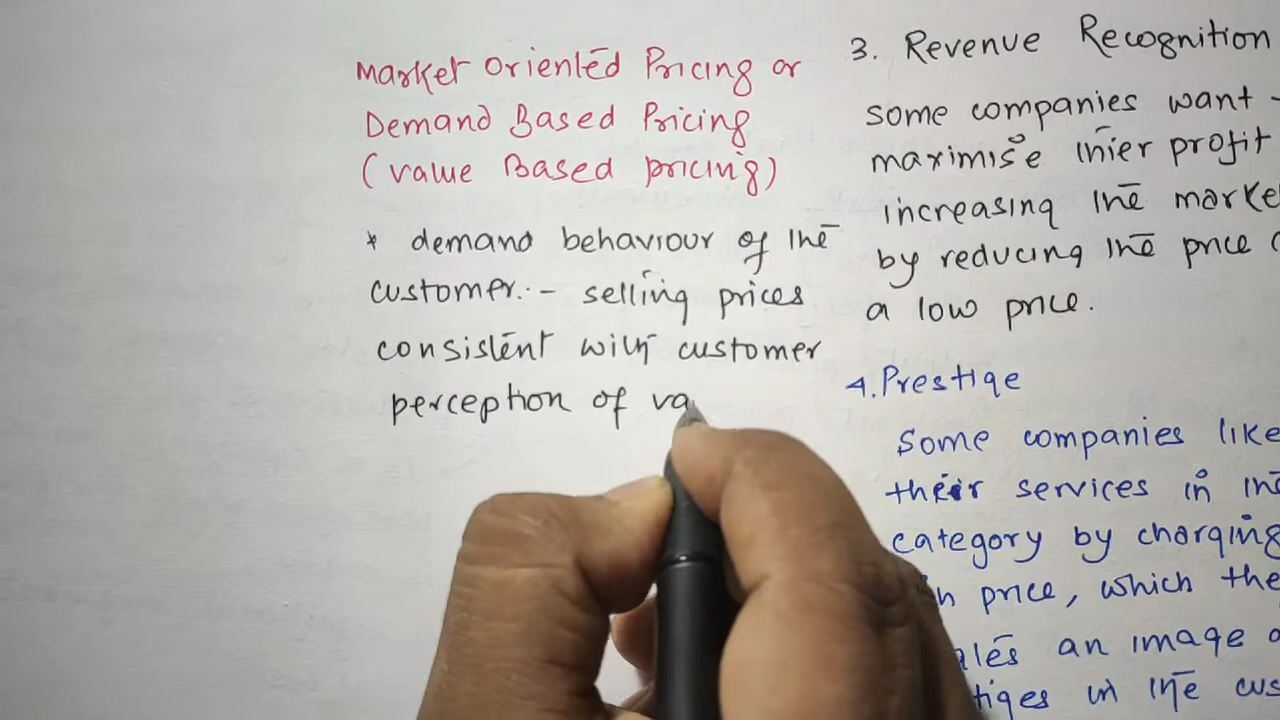 Market Oriented Pricing or
Demand Based Pricing
(value Based pricing)
* demand behaviour of the
customer:- selling prices
consistent with customer
perception of va
3. Revenue Recognition
some companies want
maximise their profit
increasing the marke
by reducing the price
a low price.
4. Prestige
Some companies like
their services in the
category by charging
price, which the
an image
in the cus